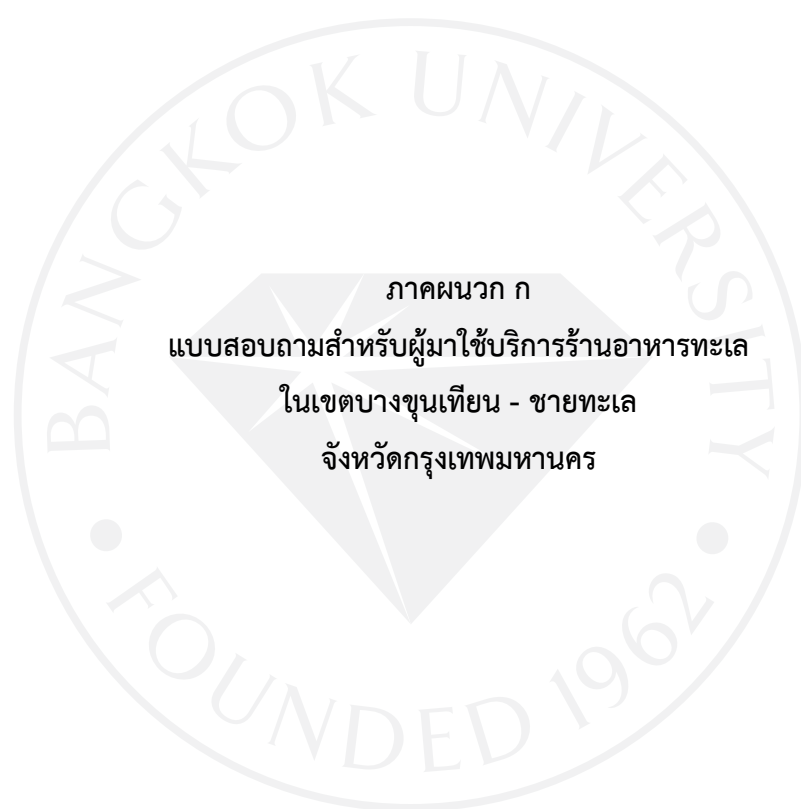 BANGKOK UNIVERSITY
ภาคผนวก ก
แบบสอบถามสำหรับผู้มาใช้บริการร้านอาหารทะเล
ในเขตบางขุนเทียน - ชายทะเล
จังหวัดกรุงเทพมหานคร
FOUNDED 1962